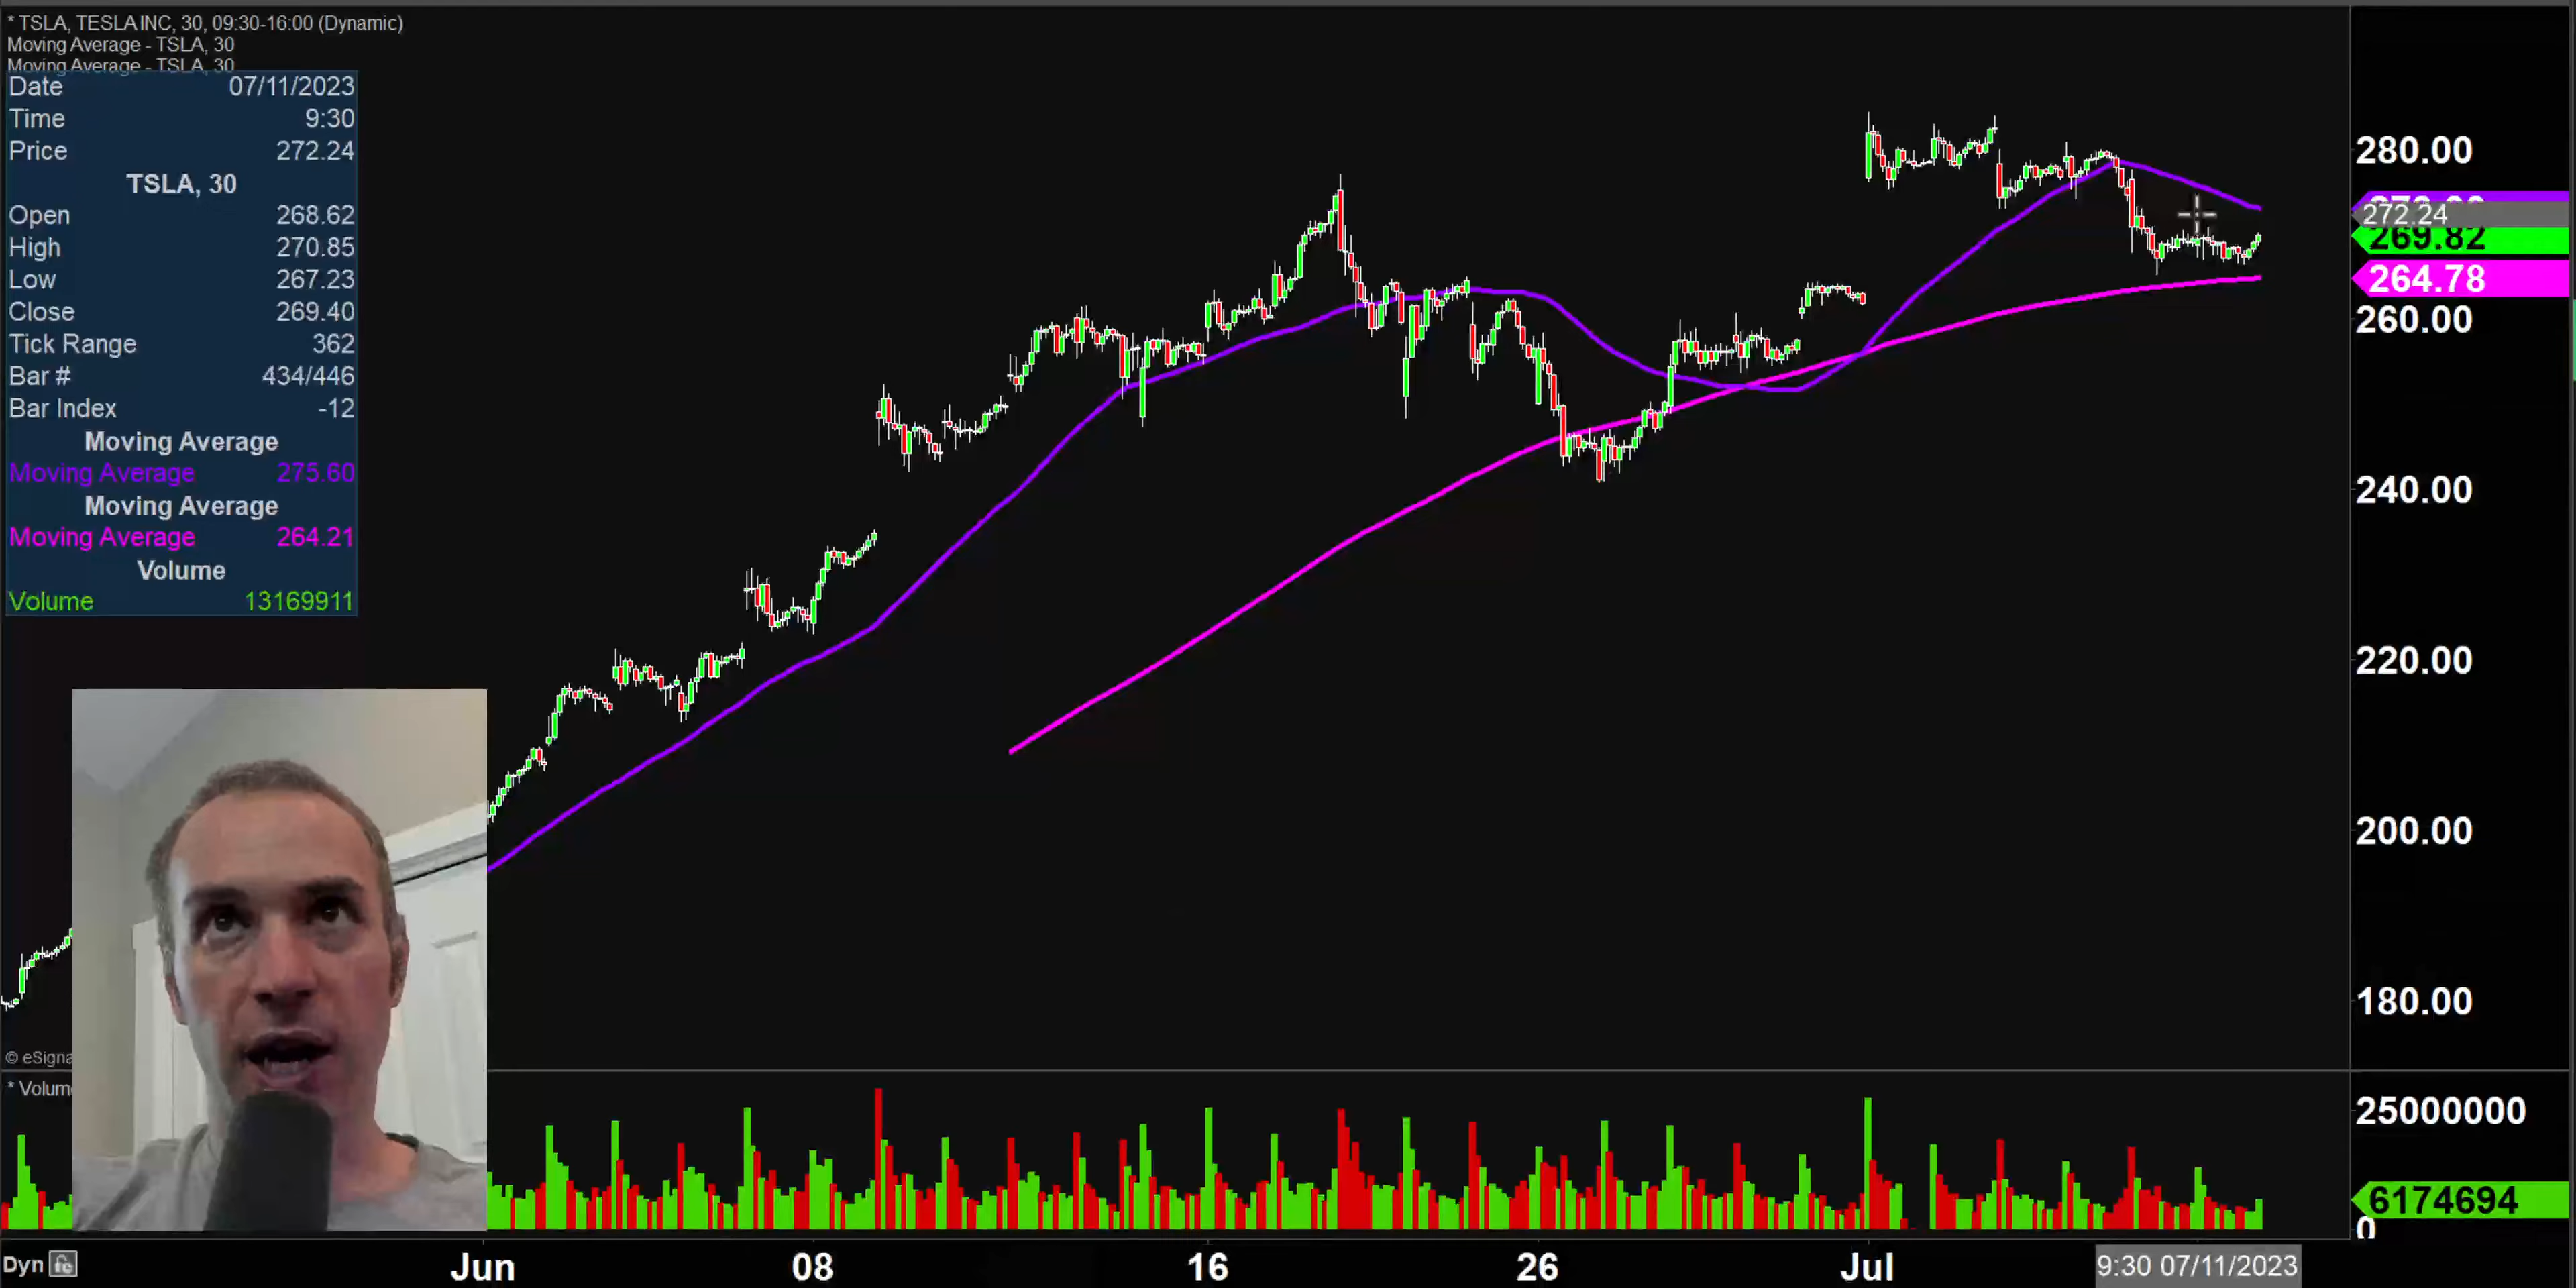 * TSLA, TESLA INC, 30, 09:30-16:00 (Dynamic)
Moving Average - TSLA, 30
Moving Average - TSLA, 30
Date 07/11/2023
Time 9:30
Price 272.24
TSLA, 30
Open 268.62
High 270.85
Low 267.23
Close 269.40
Tick Range 362
Bar # 434/446
Bar Index -12
Moving Average
Moving Average 275.60
Moving Average
Moving Average 264.21
Volume
Volume 13169911
280.00
272.24
269.82
264.78
260.00
240.00
220.00
200.00
180.00
© eSigna
* Volum
25000000
6174694
0
Dyn
Jun 08 16 26 Jul 9:30 07/11/2023